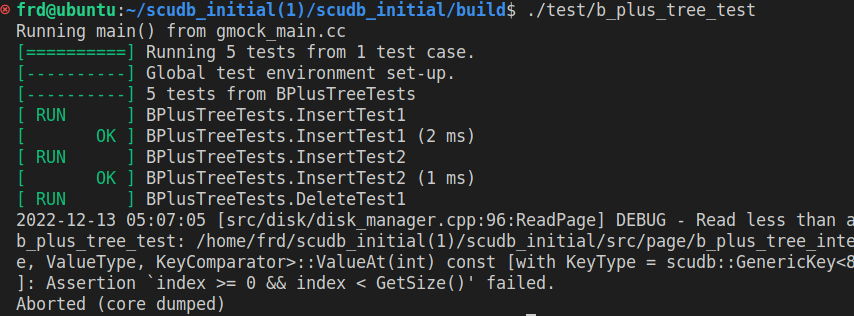 frd@ubuntu:~/scudb_initial(1)/scudb_initial/build$ ./test/b_plus_tree_test
Running main() from gmock_main.cc
[==========] Running 5 tests from 1 test case.
[----------] Global test environment set-up.
[----------] 5 tests from BPlusTreeTests
[ RUN      ] BPlusTreeTests.InsertTest1
[       OK ] BPlusTreeTests.InsertTest1 (2 ms)
[ RUN      ] BPlusTreeTests.InsertTest2
[       OK ] BPlusTreeTests.InsertTest2 (1 ms)
[ RUN      ] BPlusTreeTests.DeleteTest1
2022-12-13 05:07:05 [src/disk/disk_manager.cpp:96:ReadPage] DEBUG - Read less than a
b_plus_tree_test: /home/frd/scudb_initial(1)/scudb_initial/src/page/b_plus_tree_inte
e, ValueType, KeyComparator>::ValueAt(int) const [with KeyType = scudb::GenericKey<8
]: Assertion `index >= 0 && index < GetSize()' failed.
Aborted (core dumped)